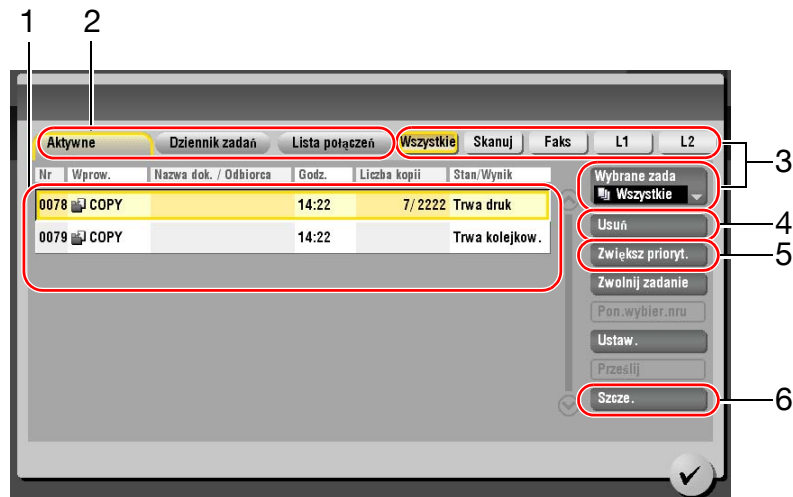 1
2
Aktywne Dziennik zadań Lista połączeń Wszystkie Skanuj Faks L1 L2
3
Nr Wprow. Nazwa dok. / Odbiorca Godz. Liczba kopii Stan/Wynik
Wybrane zada
Wszystkie
0078 COPY 14:22 7/2222 Trwa druk
Usuń
4
0079 COPY 14:22 Trwa kolejkow.
Zwiększ prioryt.
5
Zwolnij zadanie
Pon.wybier.nru
Ustaw.
Prześlij
Szcze.
6